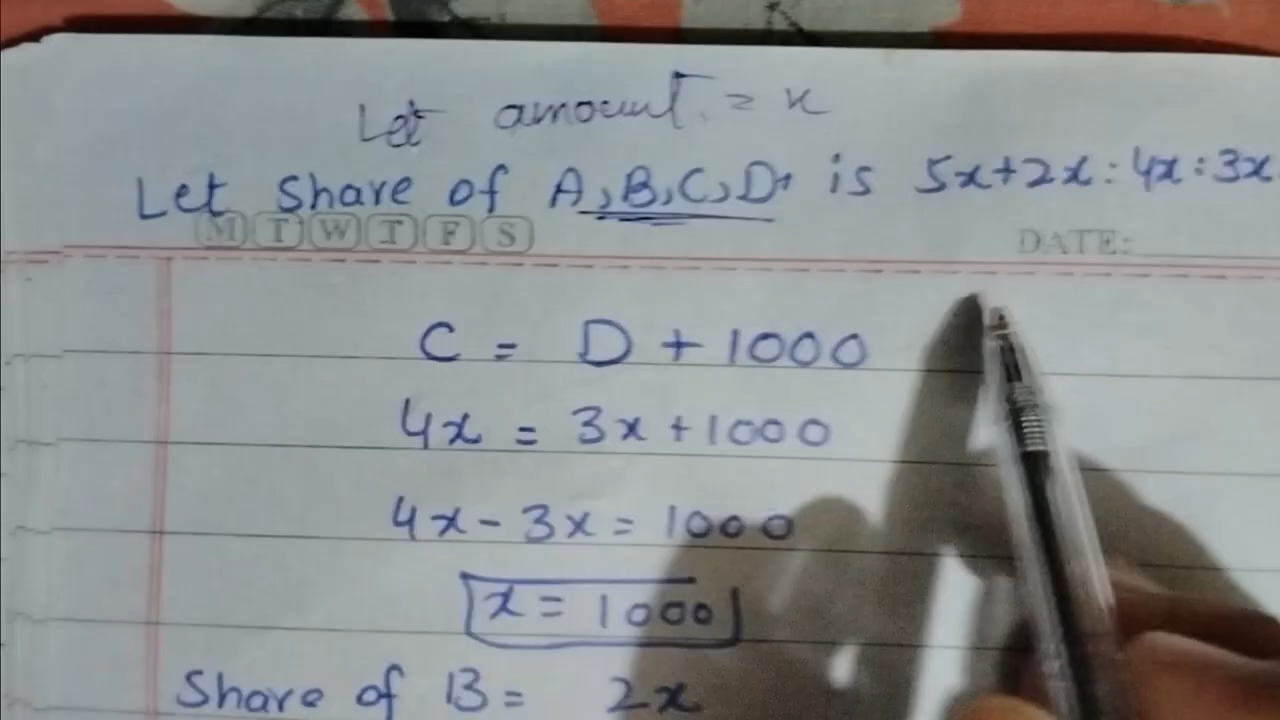 Let amount. = x
Let Share of A,B,C,D, is 5x+2x:4x:3x
M T W T F S
DATE:
C = D + 1000
4x = 3x + 1000
4x - 3x = 1000
x = 1000
Share of B = 2x